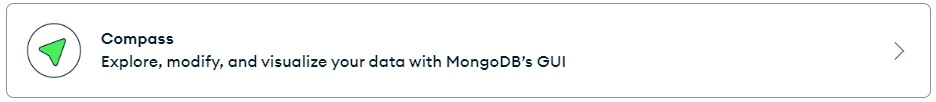 Compass
Explore, modify, and visualize your data with MongoDB’s GUI